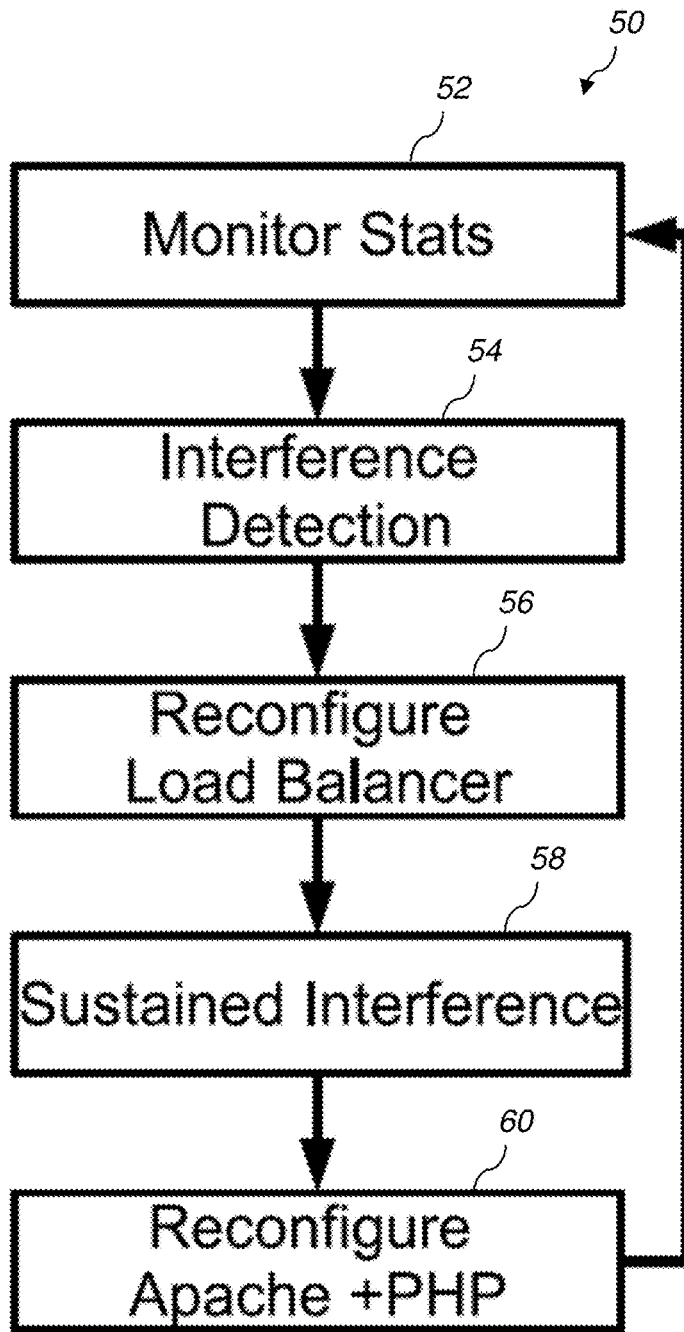 50
52
Monitor Stats
54
Interference
Detection
56
Reconfigure
Load Balancer
58
Sustained Interference
60
Reconfigure
Apache +PHP